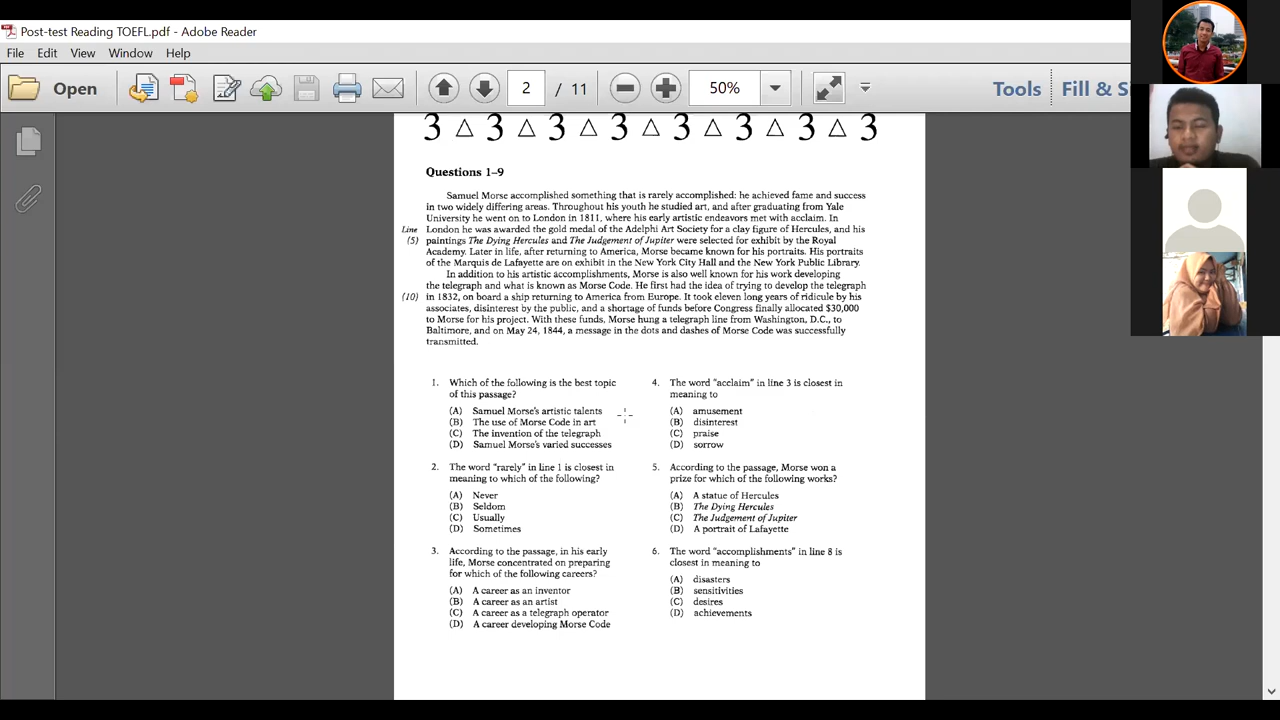 Post-test Reading TOEFL.pdf - Adobe Reader
File Edit View Window Help
Open 2 / 11 50% Tools Fill & S
3 △ 3 △ 3 △ 3 △ 3 △ 3 △ 3 △ 3
Questions 1–9
Samuel Morse accomplished something that is rarely accomplished: he achieved fame and success
in two widely differing areas. Throughout his youth he studied art, and after graduating from Yale
University he went on to London in 1811, where his early artistic endeavors met with acclaim. In
Line London he was awarded the gold medal of the Adelphi Art Society for a clay figure of Hercules, and his
(5) paintings The Dying Hercules and The Judgement of Jupiter were selected for exhibit by the Royal
Academy. Later in life, after returning to America, Morse became known for his portraits. His portraits
of the Marquis de Lafayette are on exhibit in the New York City Hall and the New York Public Library.
In addition to his artistic accomplishments, Morse is also well known for his work developing
the telegraph and what is known as Morse Code. He first had the idea of trying to develop the telegraph
(10) in 1832, on board a ship returning to America from Europe. It took eleven long years of ridicule by his
associates, disinterest by the public, and a shortage of funds before Congress finally allocated $30,000
to Morse for his project. With these funds, Morse hung a telegraph line from Washington, D.C., to
Baltimore, and on May 24, 1844, a message in the dots and dashes of Morse Code was successfully
transmitted.
1. Which of the following is the best topic
of this passage?
(A) Samuel Morse's artistic talents
(B) The use of Morse Code in art
(C) The invention of the telegraph
(D) Samuel Morse's varied successes
2. The word "rarely" in line 1 is closest in
meaning to which of the following?
(A) Never
(B) Seldom
(C) Usually
(D) Sometimes
3. According to the passage, in his early
life, Morse concentrated on preparing
for which of the following careers?
(A) A career as an inventor
(B) A career as an artist
(C) A career as a telegraph operator
(D) A career developing Morse Code
4. The word "acclaim" in line 3 is closest in
meaning to
(A) amusement
(B) disinterest
(C) praise
(D) sorrow
5. According to the passage, Morse won a
prize for which of the following works?
(A) A statue of Hercules
(B) The Dying Hercules
(C) The Judgement of Jupiter
(D) A portrait of Lafayette
6. The word "accomplishments" in line 8 is
closest in meaning to
(A) disasters
(B) sensitivities
(C) desires
(D) achievements